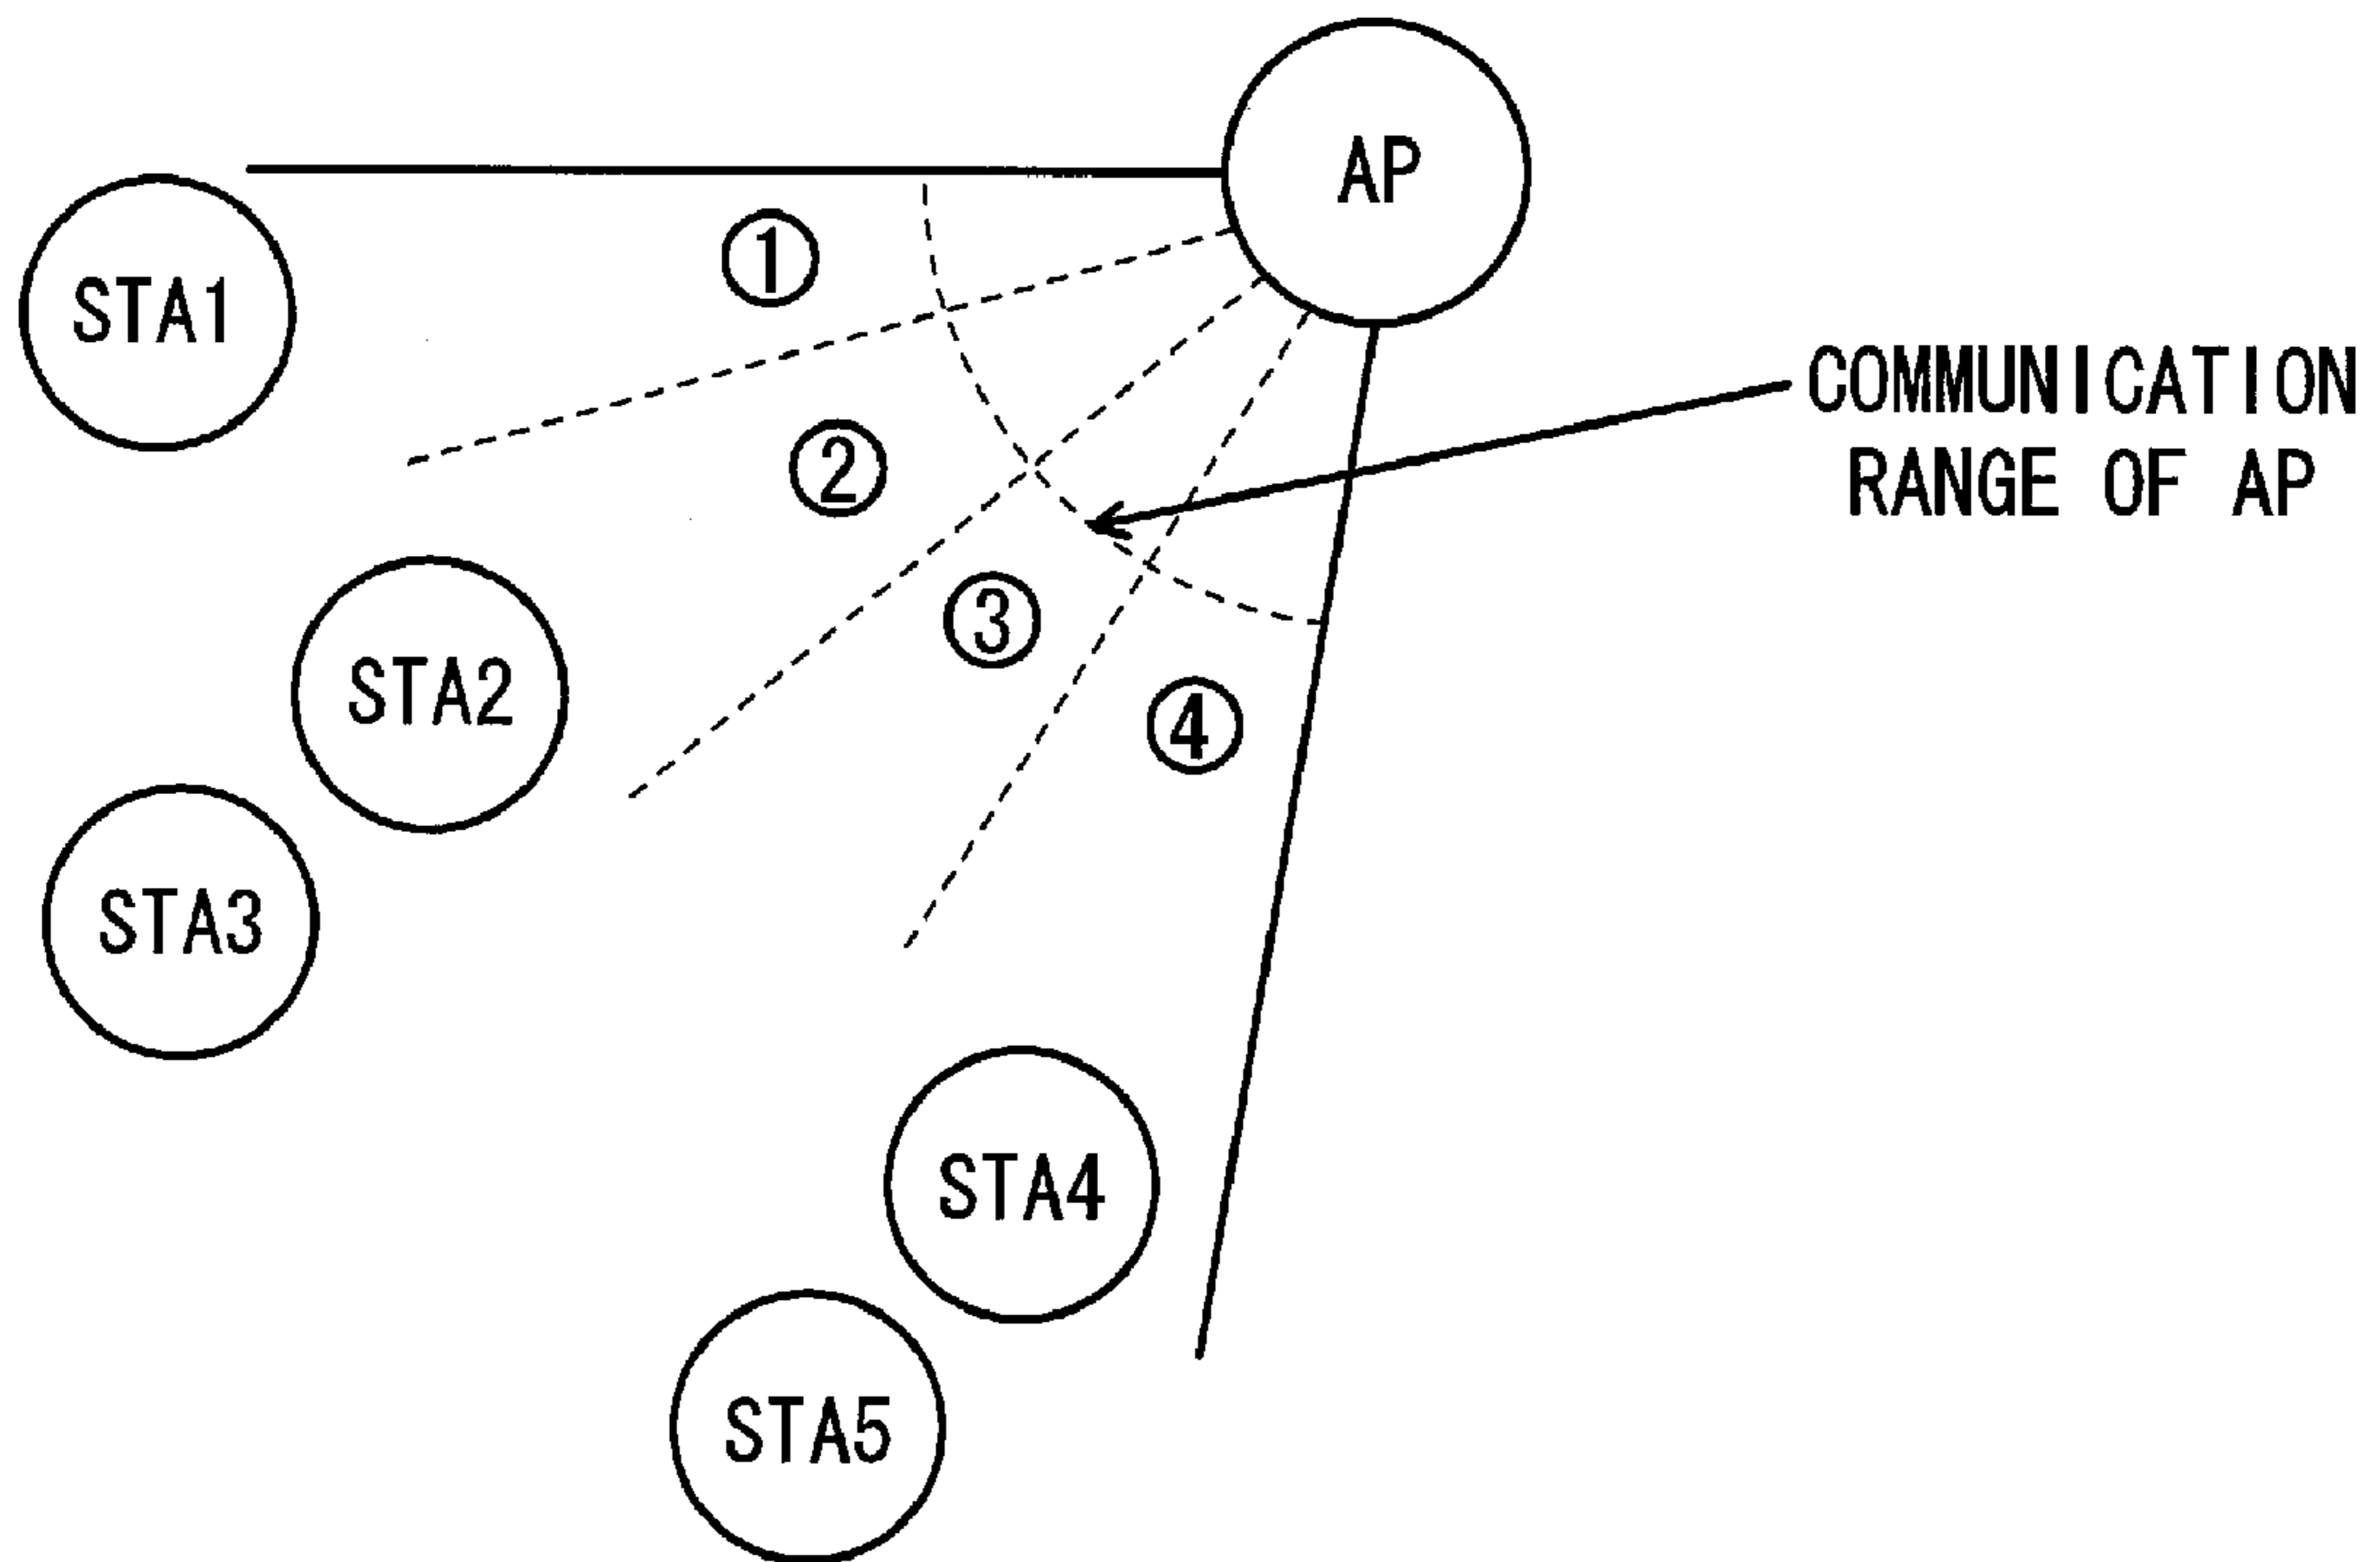 AP
①
STA1
COMMUNICATION
RANGE OF AP
②
③
STA2
④
STA3
STA4
STA5